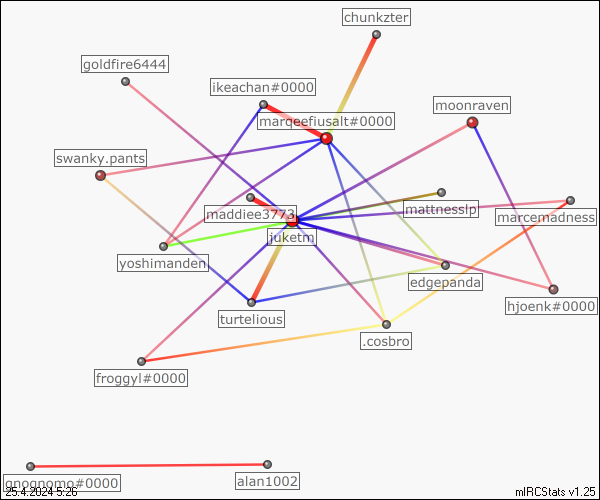 chunkzter
goldfire6444
ikeachan#0000
moonraven
marqeefiusalt#0000
swanky.pants
maddiee3773
mattnesslp
marcemadness
juketm
yoshimanden
edgepanda
hjoenk#0000
turtelious
.cosbro
froggyl#0000
gnognomo#0000
alan1002
25.4.2024 5:26
mIRCStats v1.25